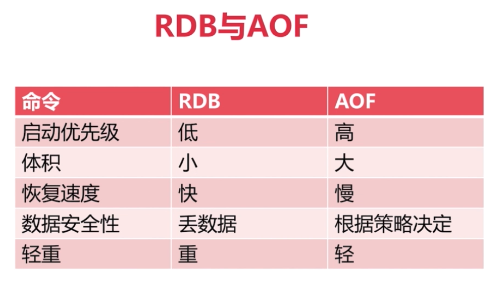 RDB与AOF
命令 RDB AOF
启动优先级 低 高
体积 小 大
恢复速度 快 慢
数据安全性 丢数据 根据策略决定
轻重 重 轻